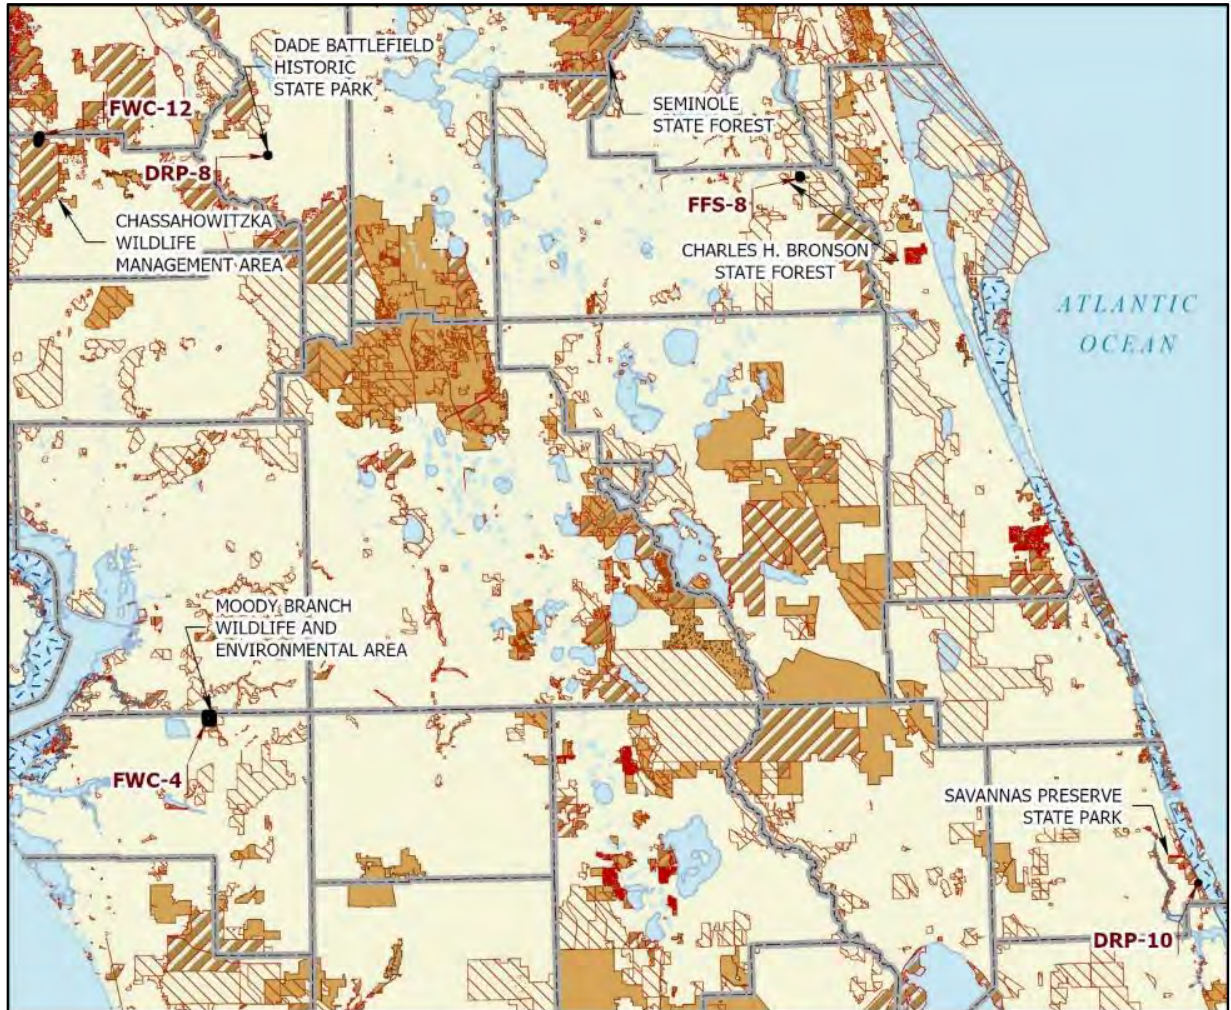 DADE BATTLEFIELD
HISTORIC
STATE PARK
FWC-12
SEMINOLE
STATE FOREST
DRP-8
FFS-8
CHASSAHOWITZKA
WILDLIFE
MANAGEMENT AREA
CHARLES H. BRONSON
STATE FOREST
ATLANTIC
OCEAN
MOODY BRANCH
WILDLIFE AND
ENVIRONMENTAL AREA
FWC-4
SAVANNAS PRESERVE
STATE PARK
DRP-10